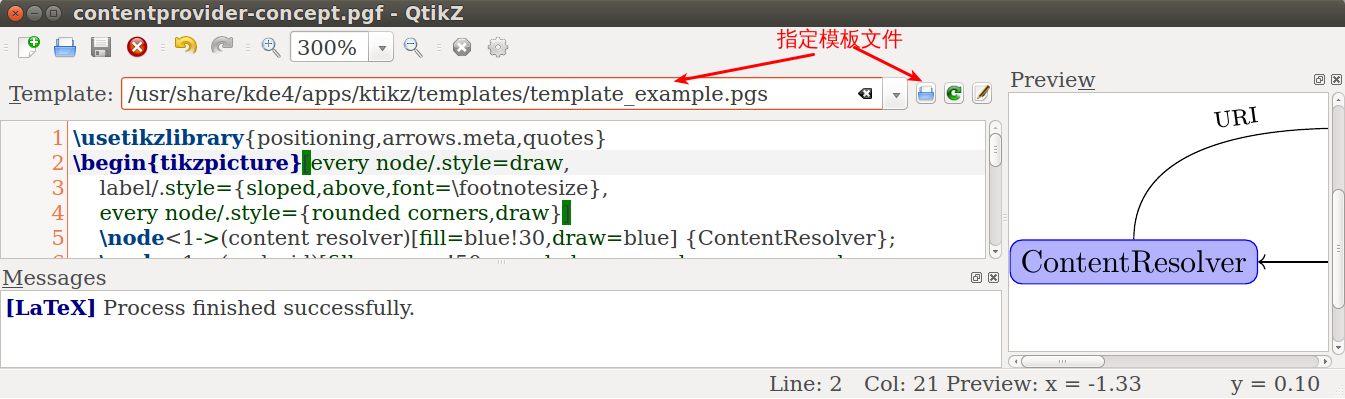 contentprovider-concept.pgf - QtikZ
300%
指定模板文件
Template: /usr/share/kde4/apps/ktikz/templates/template_example.pgs
1 \usetikzlibrary{positioning,arrows.meta,quotes}
2 \begin{tikzpicture}[every node/.style=draw,
3 label/.style={sloped,above,font=\footnotesize},
4 every node/.style={rounded corners,draw}]
5 \node<1->(content resolver)[fill=blue!30,draw=blue] {ContentResolver};
Messages
[LaTeX] Process finished successfully.
Preview
URI
ContentResolver
Line: 2 Col: 21 Preview: x = -1.33 y = 0.10